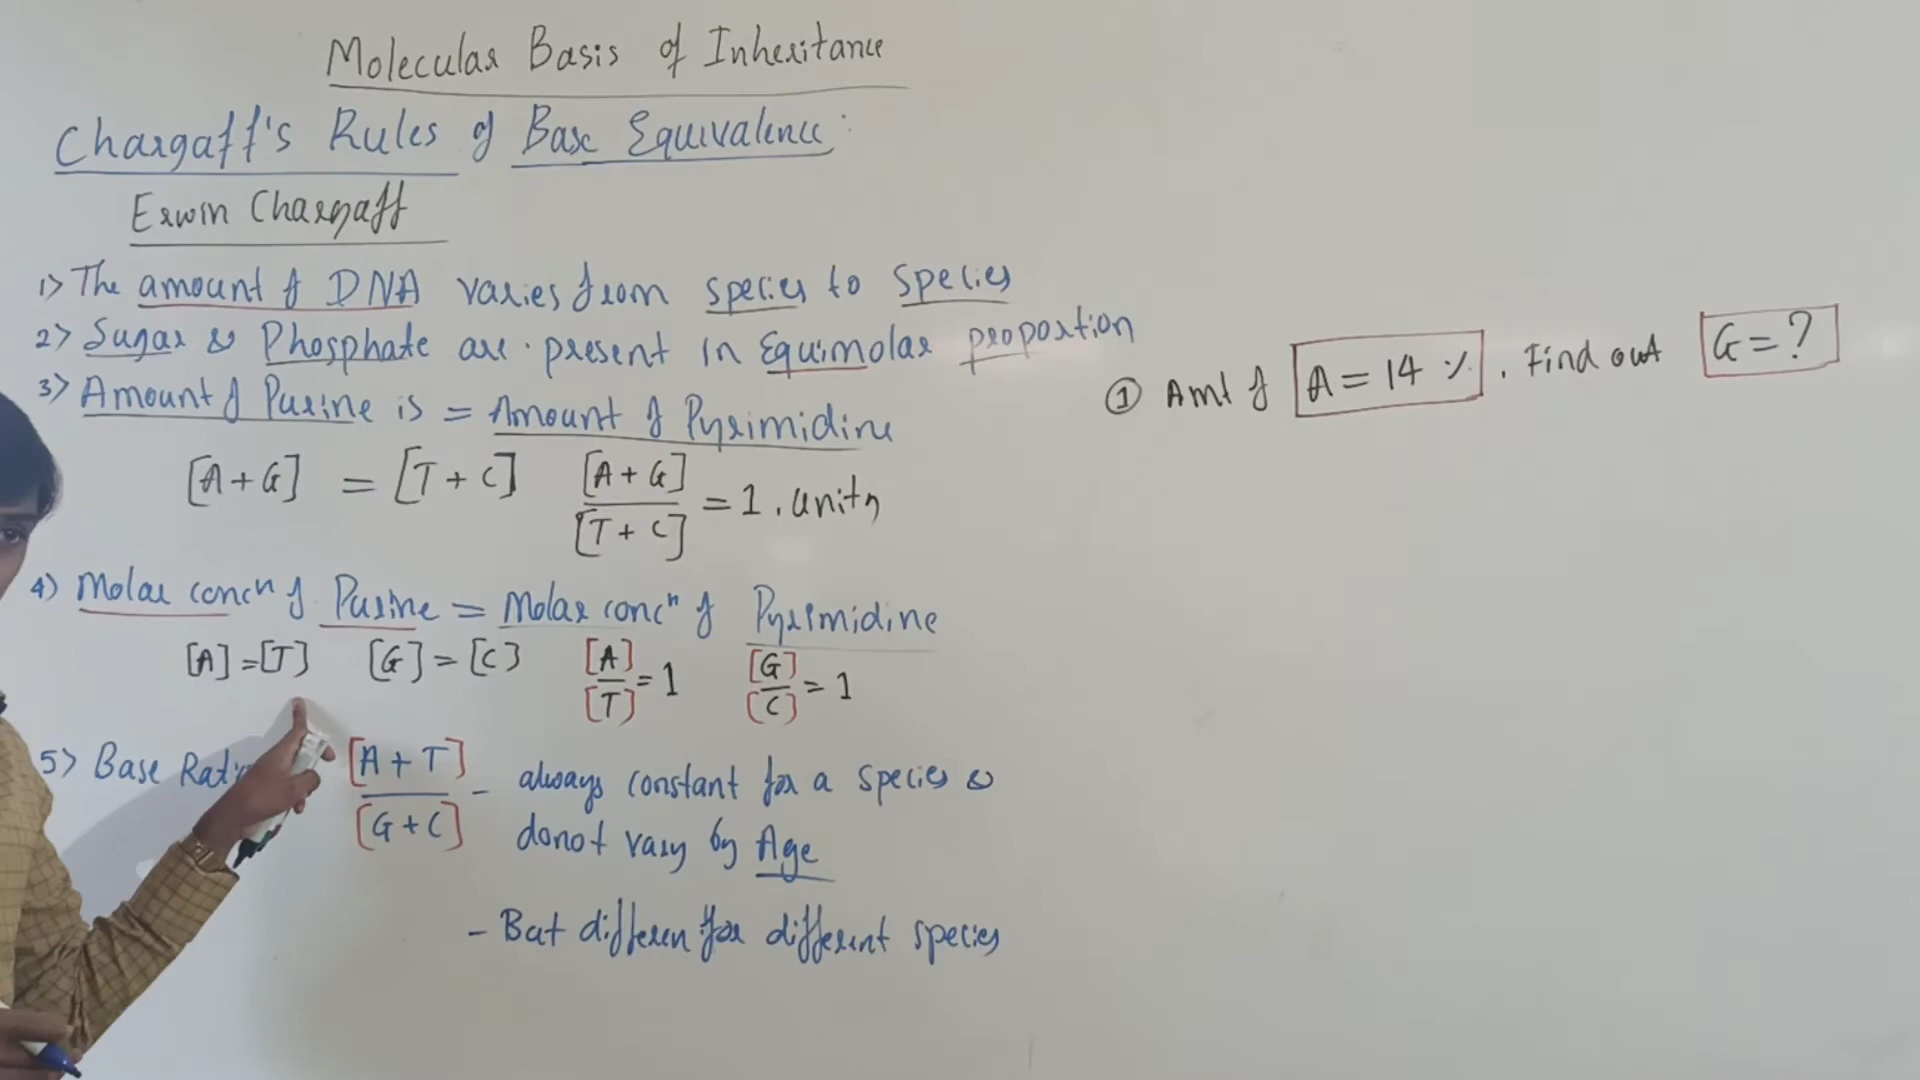 Molecular Basis of Inheritance
Chargaff's Rules of Base Equivalence:
Erwin Chargaff
1) The amount of DNA varies from species to species
2) Sugar & Phosphate are present in Equimolar proportion
3) Amount of Purine is = Amount of Pyrimidine
[A+G] = [T+C] [A+G]/[T+C] = 1. unity
4) Molar concn of Purine = Molar concn of Pyrimidine
[A]=[T] [G]=[C] [A]/[T]=1 [G]/[C]=1
5) Base Rati [A+T]/[G+C] - always constant for a species &
donot vary by Age
- But differen for different species
① Amt of A = 14 %. Find out G = ?